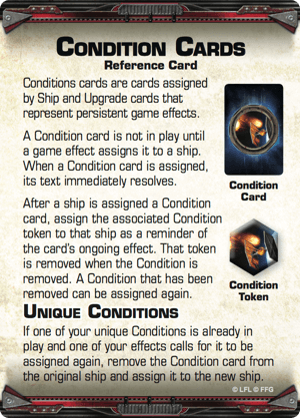 CONDITION CARDS
Reference Card
Conditions cards are cards assigned
by Ship and Upgrade cards that
represent persistent game effects.
A Condition card is not in play until
a game effect assigns it to a ship.
When a Condition card is assigned,
its text immediately resolves.
Condition
Card
After a ship is assigned a Condition
card, assign the associated Condition
token to that ship as a reminder of
the card's ongoing effect. That token
is removed when the Condition is
removed. A Condition that has been
removed can be assigned again.
Condition
Token
UNIQUE CONDITIONS
If one of your unique Conditions is already
in play and one of your effects calls for it to be
assigned again, remove the Condition card from
the original ship and assign it to the new ship.
© LFL © FFG